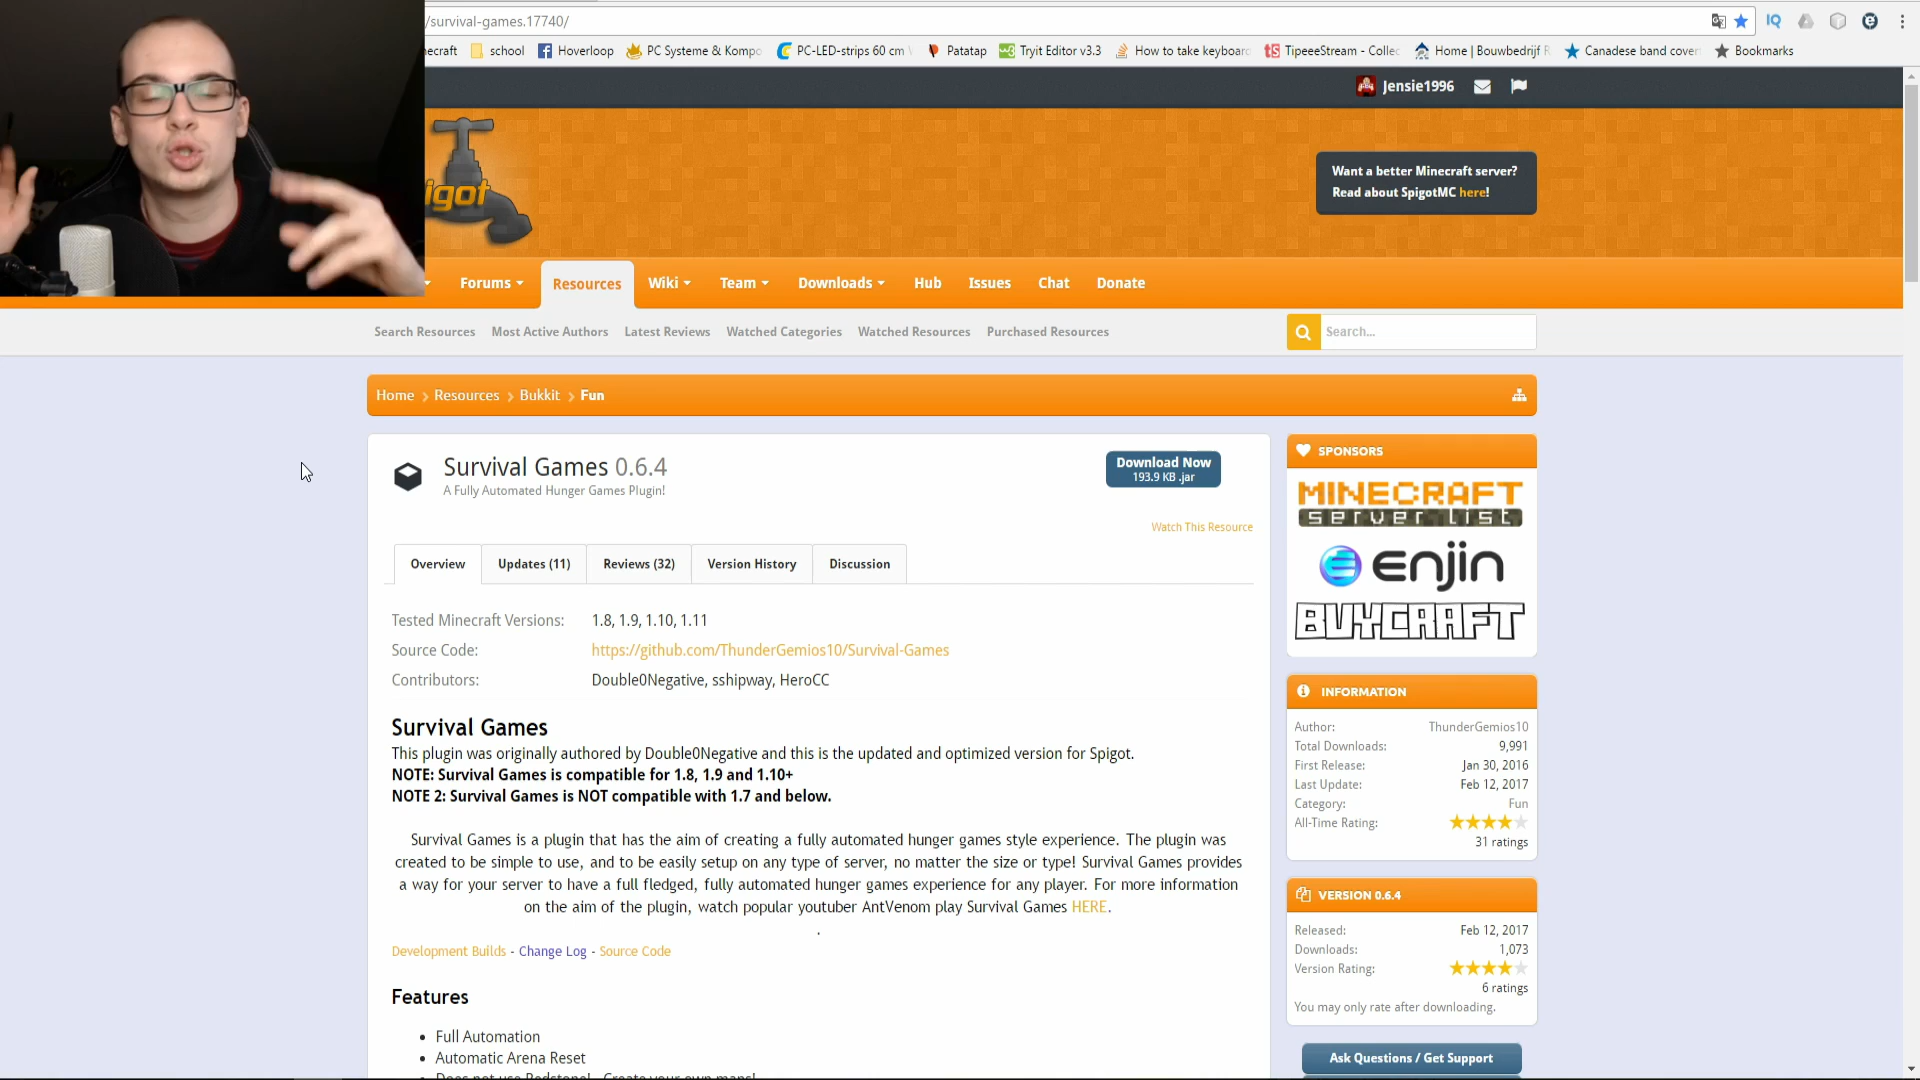 /survival-games.17740/
IQ
ecraft
school
Hoverloop
PC Systeme & Kompo
PC-LED-strips 60 cm
Patatap
Tryit Editor v3.3
How to take keyboar
TipeeeStream - Collec
Home | Bouwbedrijf
Canadese band cover
Bookmarks
Jensie1996
igot
Want a better Minecraft server?
Read about SpigotMC here!
Forums
Resources
Wiki
Team
Downloads
Hub
Issues
Chat
Donate
Search Resources
Most Active Authors
Latest Reviews
Watched Categories
Watched Resources
Purchased Resources
Search...
Home > Resources > Bukkit > Fun
Survival Games 0.6.4
A Fully Automated Hunger Games Plugin!
Download Now
193.9 KB .jar
Watch This Resource
Overview
Updates (11)
Reviews (32)
Version History
Discussion
Tested Minecraft Versions: 1.8, 1.9, 1.10, 1.11
Source Code: https://github.com/ThunderGemios10/Survival-Games
Contributors: Double0Negative, sshipway, HeroCC
Survival Games
This plugin was originally authored by Double0Negative and this is the updated and optimized version for Spigot.
NOTE: Survival Games is compatible for 1.8, 1.9 and 1.10+
NOTE 2: Survival Games is NOT compatible with 1.7 and below.
Survival Games is a plugin that has the aim of creating a fully automated hunger games style experience. The plugin was
created to be simple to use, and to be easily setup on any type of server, no matter the size or type! Survival Games provides
a way for your server to have a full fledged, fully automated hunger games experience for any player. For more information
on the aim of the plugin, watch popular youtuber AntVenom play Survival Games HERE.
.
Development Builds - Change Log - Source Code
Features
• Full Automation
• Automatic Arena Reset
• Does not use Redstone! - Create your own maps!
SPONSORS
MINECRAFT
server list
enjin
BUYCRAFT
INFORMATION
Author: ThunderGemios10
Total Downloads: 9,991
First Release: Jan 30, 2016
Last Update: Feb 12, 2017
Category: Fun
All-Time Rating:
31 ratings
VERSION 0.6.4
Released: Feb 12, 2017
Downloads: 1,073
Version Rating:
6 ratings
You may only rate after downloading.
Ask Questions / Get Support